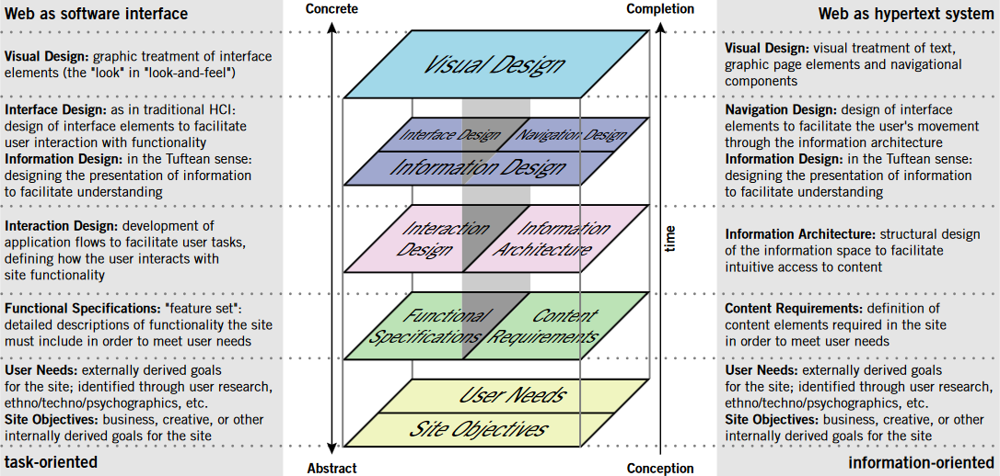 Web as software interface
Concrete
Completion
Web as hypertext system
Visual Design: graphic treatment of interface
elements (the "look" in "look-and-feel")
Visual Design
Visual Design: visual treatment of text,
graphic page elements and navigational
components
Interface Design: as in traditional HCI:
design of interface elements to facilitate
user interaction with functionality
Information Design: in the Tuftean sense:
designing the presentation of information
to facilitate understanding
Interface Design
Navigation Design
Information Design
Navigation Design: design of interface
elements to facilitate the user's movement
through the information architecture
Information Design: in the Tuftean sense:
designing the presentation of information
to facilitate understanding
Interaction Design: development of
application flows to facilitate user tasks,
defining how the user interacts with
site functionality
Interaction
Design
Information
Architecture
time
Information Architecture: structural design
of the information space to facilitate
intuitive access to content
Functional Specifications: "feature set":
detailed descriptions of functionality the site
must include in order to meet user needs
Functional
Specifications
Content
Requirements
Content Requirements: definition of
content elements required in the site
in order to meet user needs
User Needs: externally derived goals
for the site; identified through user research,
ethno/techno/psychographics, etc.
Site Objectives: business, creative, or other
internally derived goals for the site
User Needs
Site Objectives
User Needs: externally derived goals
for the site; identified through user research,
ethno/techno/psychographics, etc.
Site Objectives: business, creative, or other
internally derived goals for the site
task-oriented
Abstract
Conception
information-oriented